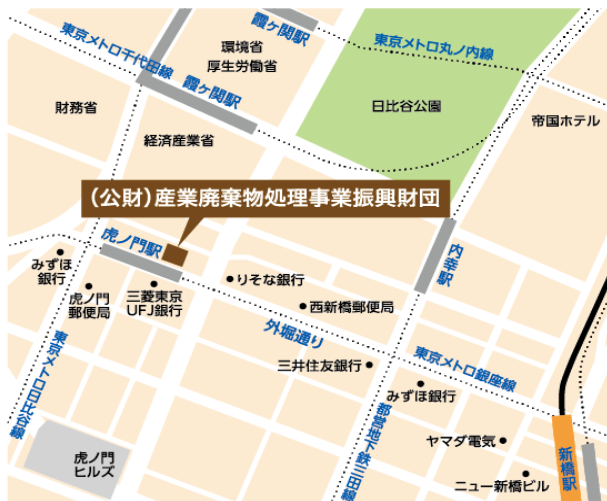 霞ヶ関駅
東京メトロ千代田線
環境省
厚生労働省
東京メトロ丸ノ内線
霞ヶ関駅
財務省
日比谷公園
帝国ホテル
経済産業省
(公財)産業廃棄物処理事業振興財団
虎ノ門駅
内幸駅
みずほ
銀行
りそな銀行
虎ノ門
郵便局
三菱東京
UFJ銀行
西新橋郵便局
外堀通り
東京メトロ銀座線
三井住友銀行
みずほ銀行
東京メトロ日比谷線
都営地下鉄三田線
ヤマダ電気
新橋駅
虎ノ門
ヒルズ
ニュー新橋ビル